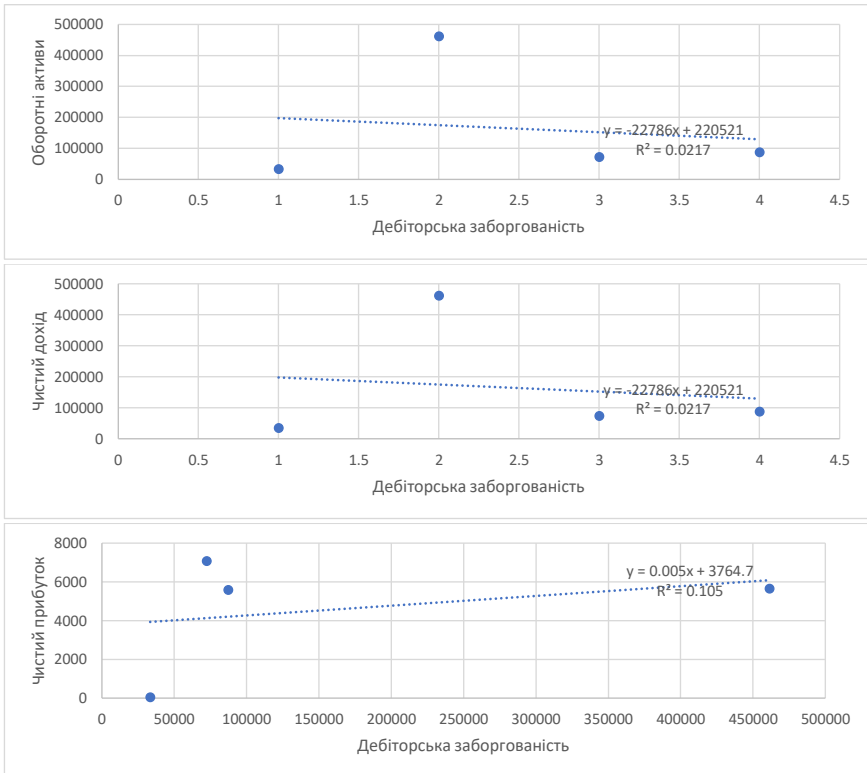 500000
400000
300000
200000
100000
0
Оборотні активи
y = -22786x + 220521
R² = 0.0217
0 0.5 1 1.5 2 2.5 3 3.5 4 4.5
Дебіторська заборгованість
500000
400000
300000
200000
100000
0
Чистий дохід
y = -22786x + 220521
R² = 0.0217
0 0.5 1 1.5 2 2.5 3 3.5 4 4.5
Дебіторська заборгованість
8000
6000
4000
2000
0
Чистий прибуток
y = 0.005x + 3764.7
R² = 0.105
0 50000 100000 150000 200000 250000 300000 350000 400000 450000 500000
Дебіторська заборгованість